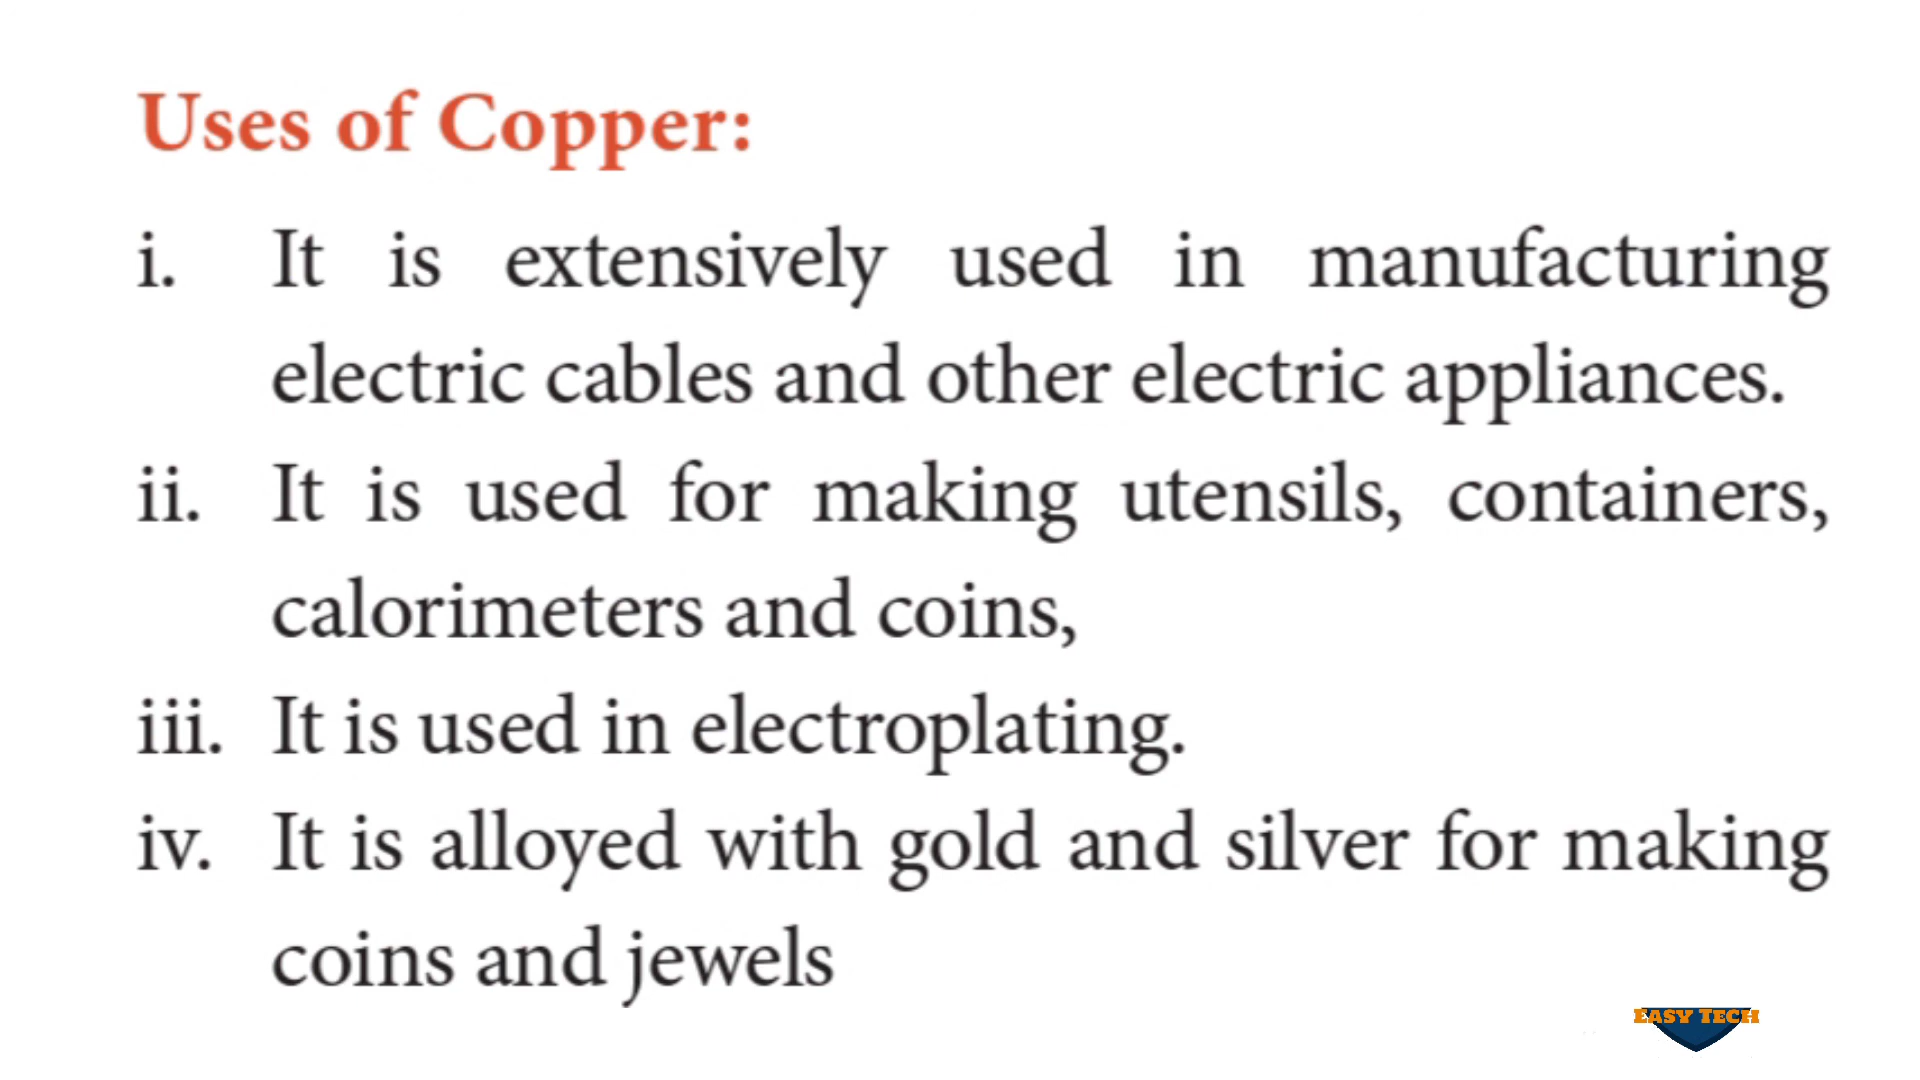 Uses of Copper:
i. It is extensively used in manufacturing
electric cables and other electric appliances.
ii. It is used for making utensils, containers,
calorimeters and coins,
iii. It is used in electroplating.
iv. It is alloyed with gold and silver for making
coins and jewels
EASY TECH